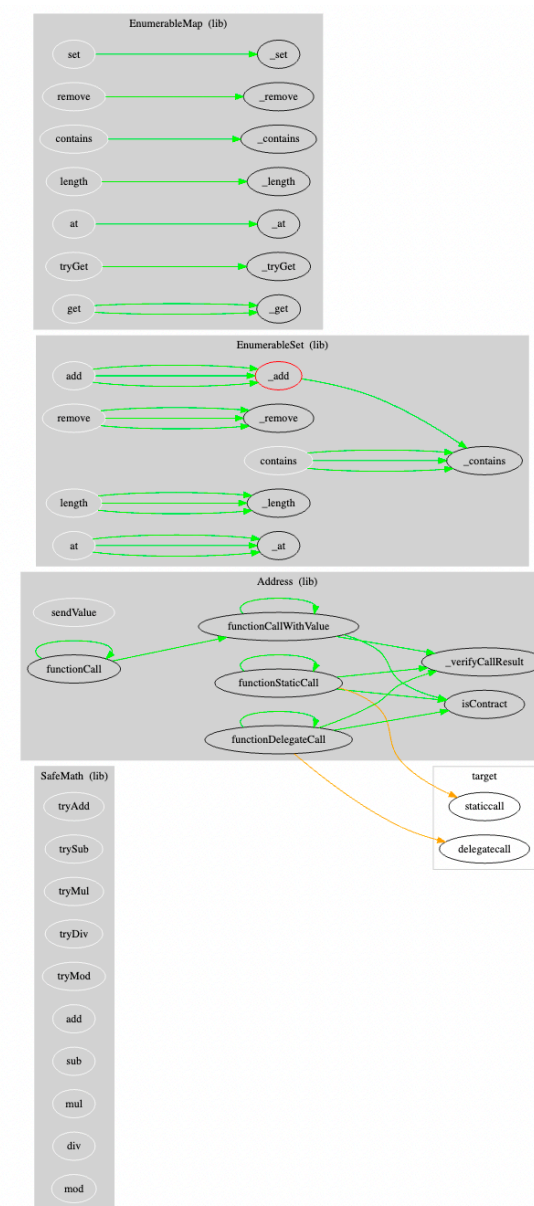 EnumerableMap (lib)
set _set
remove _remove
contains _contains
length _length
at _at
tryGet _tryGet
get _get
EnumerableSet (lib)
add _add
remove _remove
contains _contains
length _length
at _at
Address (lib)
sendValue
functionCallWithValue
functionCall _verifyCallResult
functionStaticCall
isContract
functionDelegateCall
SafeMath (lib)
target
tryAdd staticcall
trySub delegatecall
tryMul
tryDiv
tryMod
add
sub
mul
div
mod